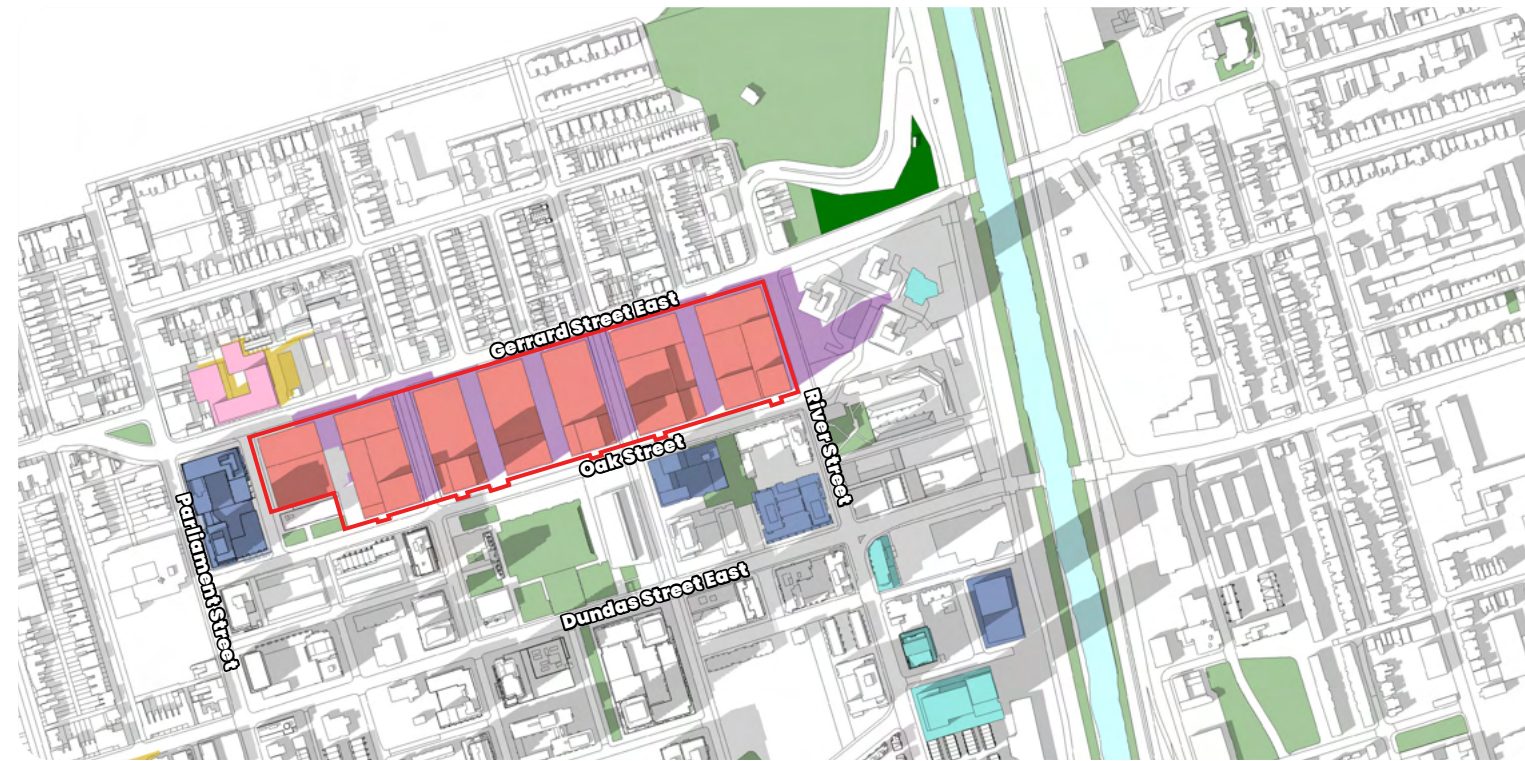 Gerrard Street East
Oak Street
River Street
Parliament Street
Dundas Street East